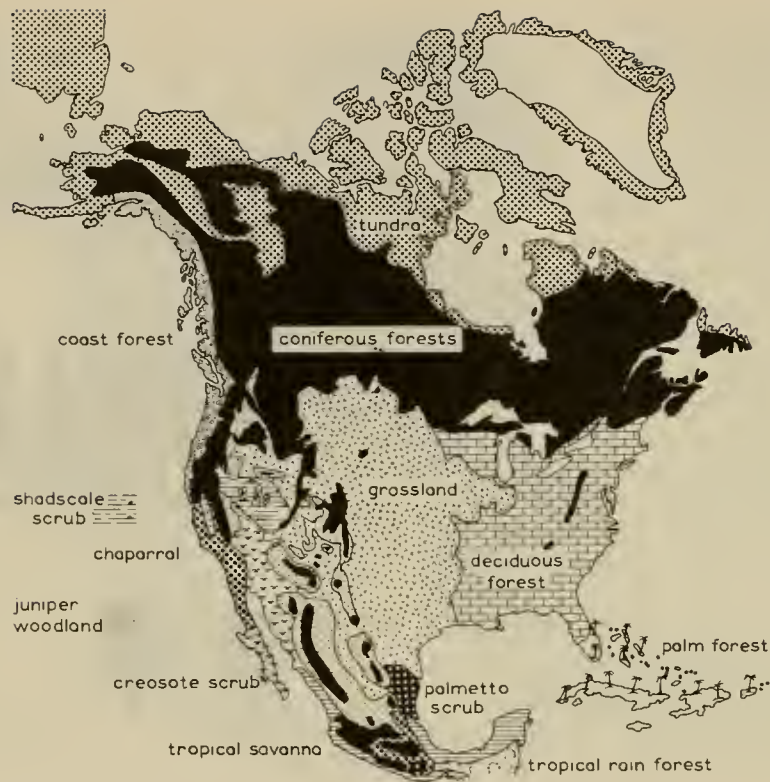 tundra
coast forest
coniferous forests
shadscale
scrub
grossland
chaparral
deciduous
forest
juniper
woodland
palm forest
creosote scrub
palmetto
scrub
tropical savanna
tropical rain forest